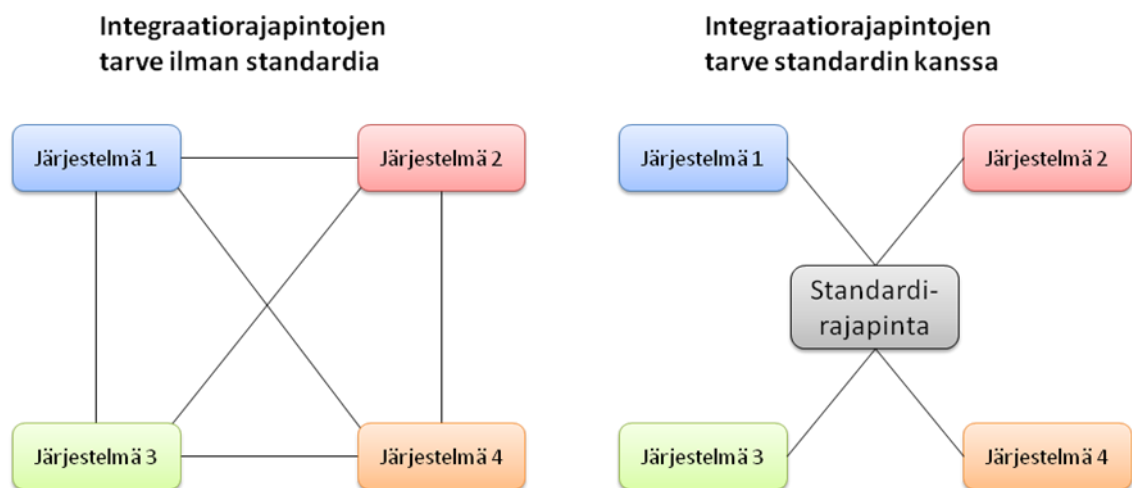 Integraatiorajapintojen
tarve ilman standardia
Integraatiorajapintojen
tarve standardin kanssa
Järjestelmä 1
Järjestelmä 2
Järjestelmä 1
Järjestelmä 2
Standardi-
rajapinta
Järjestelmä 3
Järjestelmä 4
Järjestelmä 3
Järjestelmä 4